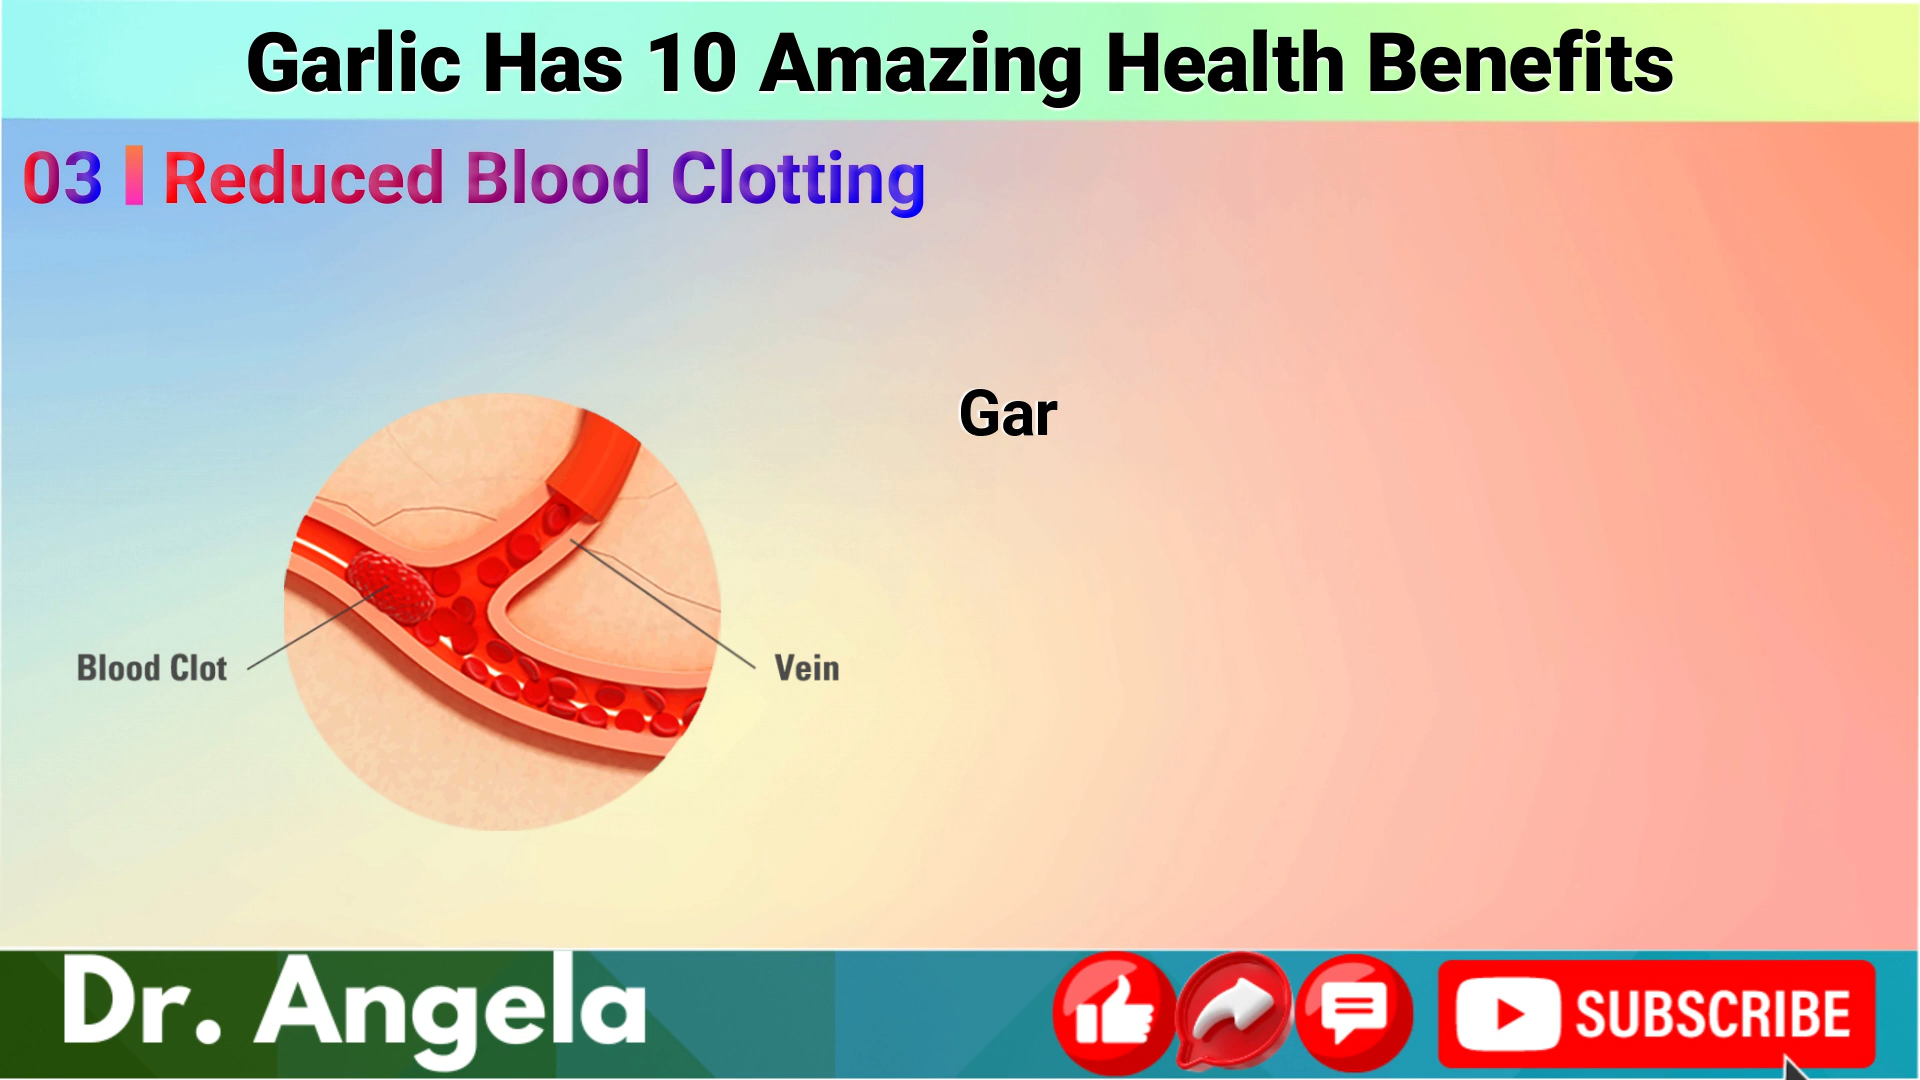 Garlic Has 10 Amazing Health Benefits
03 | Reduced Blood Clotting
Gar
Blood Clot
Vein
Dr. Angela
SUBSCRIBE